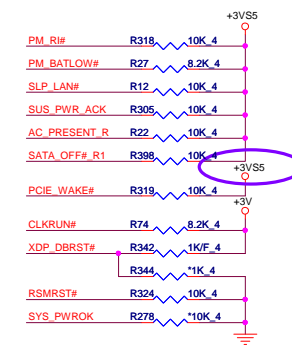 +3VS5
PM_RI# R318 10K_4
PM_BATLOW# R27 8.2K_4
SLP_LAN# R12 10K_4
SUS_PWR_ACK R305 10K_4
AC_PRESENT_R R22 10K_4
SATA_OFF#_R1 R398 10K_4
+3VS5
PCIE_WAKE# R319 10K_4
+3V
CLKRUN# R74 8.2K_4
XDP_DBRST# R342 1K/F_4
R344 *1K_4
RSMRST# R324 10K_4
SYS_PWROK R278 *10K_4